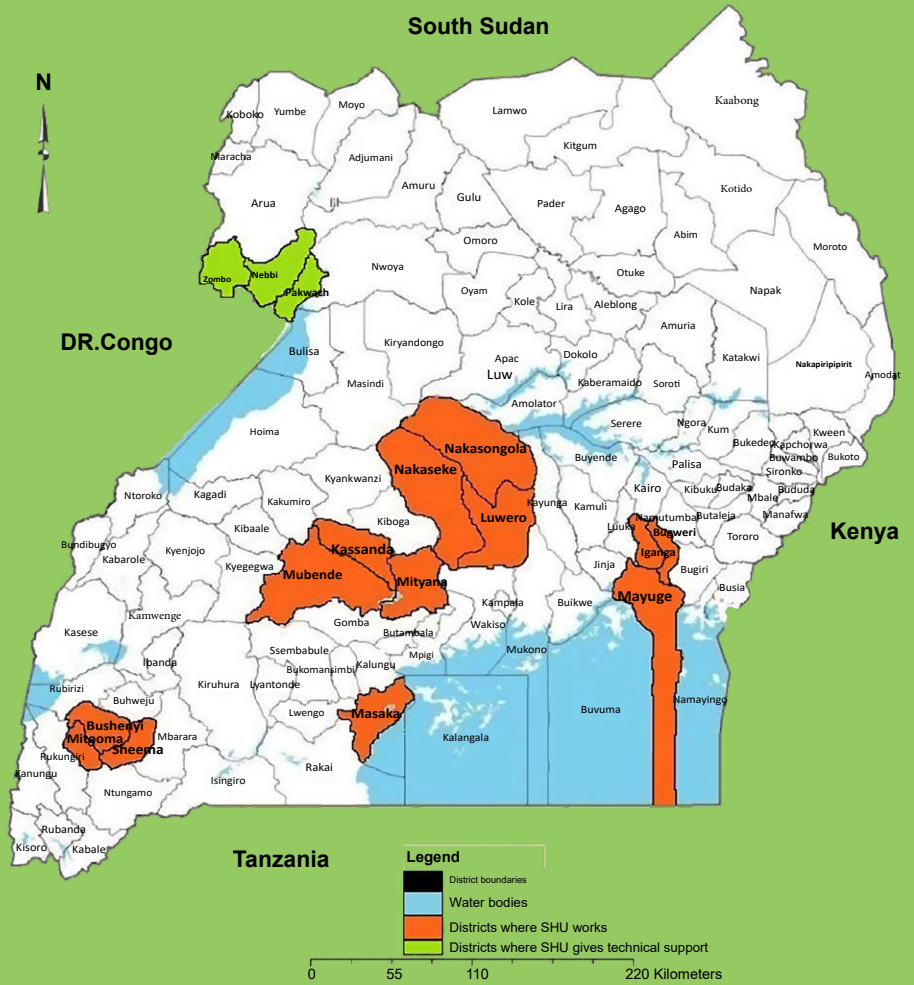 South Sudan
N
Kaabong
Koboko
Yumbe
Moyo
Lamwo
Kitgum
Maracha
Adjumani
Arua
Amuru
Gulu
Pader
Agago
Kotido
Abim
Moroto
Omoro
Zombo
Nebbi
Pakwach
Nwoya
Otuke
Napak
Oyam
Kole
Lira
Aleblong
DR.Congo
Bulisa
Kiryandongo
Amuria
Apac
Luw
Dokolo
Katakwi
Nakapiripiripirit
Amodat
Masindi
Kaberamaido
Soroti
Amolator
Hoima
Nakasongola
Serere
Ngora
Kum
Bukedeo
Kween
Kapchorwa
Buwambo
Bukoto
Nakaseke
Buyende
Palisa
Sironko
Ntoroko
Kagadi
Kyankwanzi
Kakumiro
Kayunga
Kamuli
Kairo
Kibuku
Budaka
Mbale
Bududa
Kibaale
Kiboga
Luwero
Luuka
Namutumba
Butaleja
Manafwa
Bundibugyo
Kabarole
Kyenjojo
Kassanda
Bugweri
Tororo
Kenya
Kyegegwa
Mubende
Mityana
Jinja
Iganga
Bugiri
Mayuge
Busia
Kamwenge
Gomba
Kampala
Buikwe
Kasese
Butambala
Wakiso
Mukono
Mpigi
Ibanda
Ssembabule
Bukomansimbi
Kalungu
Rubirizi
Buhweju
Kiruhura
Lyantonde
Buvuma
Namayingo
Bushenyi
Mitooma
Sheema
Mbarara
Lwengo
Masaka
Kalangala
Rukungiri
Kanungu
Isingiro
Rakai
Ntungamo
Rubanda
Kisoro
Kabale
Tanzania
Legend
District boundaries
Water bodies
Districts where SHU works
Districts where SHU gives technical support
0 55 110 220 Kilometers